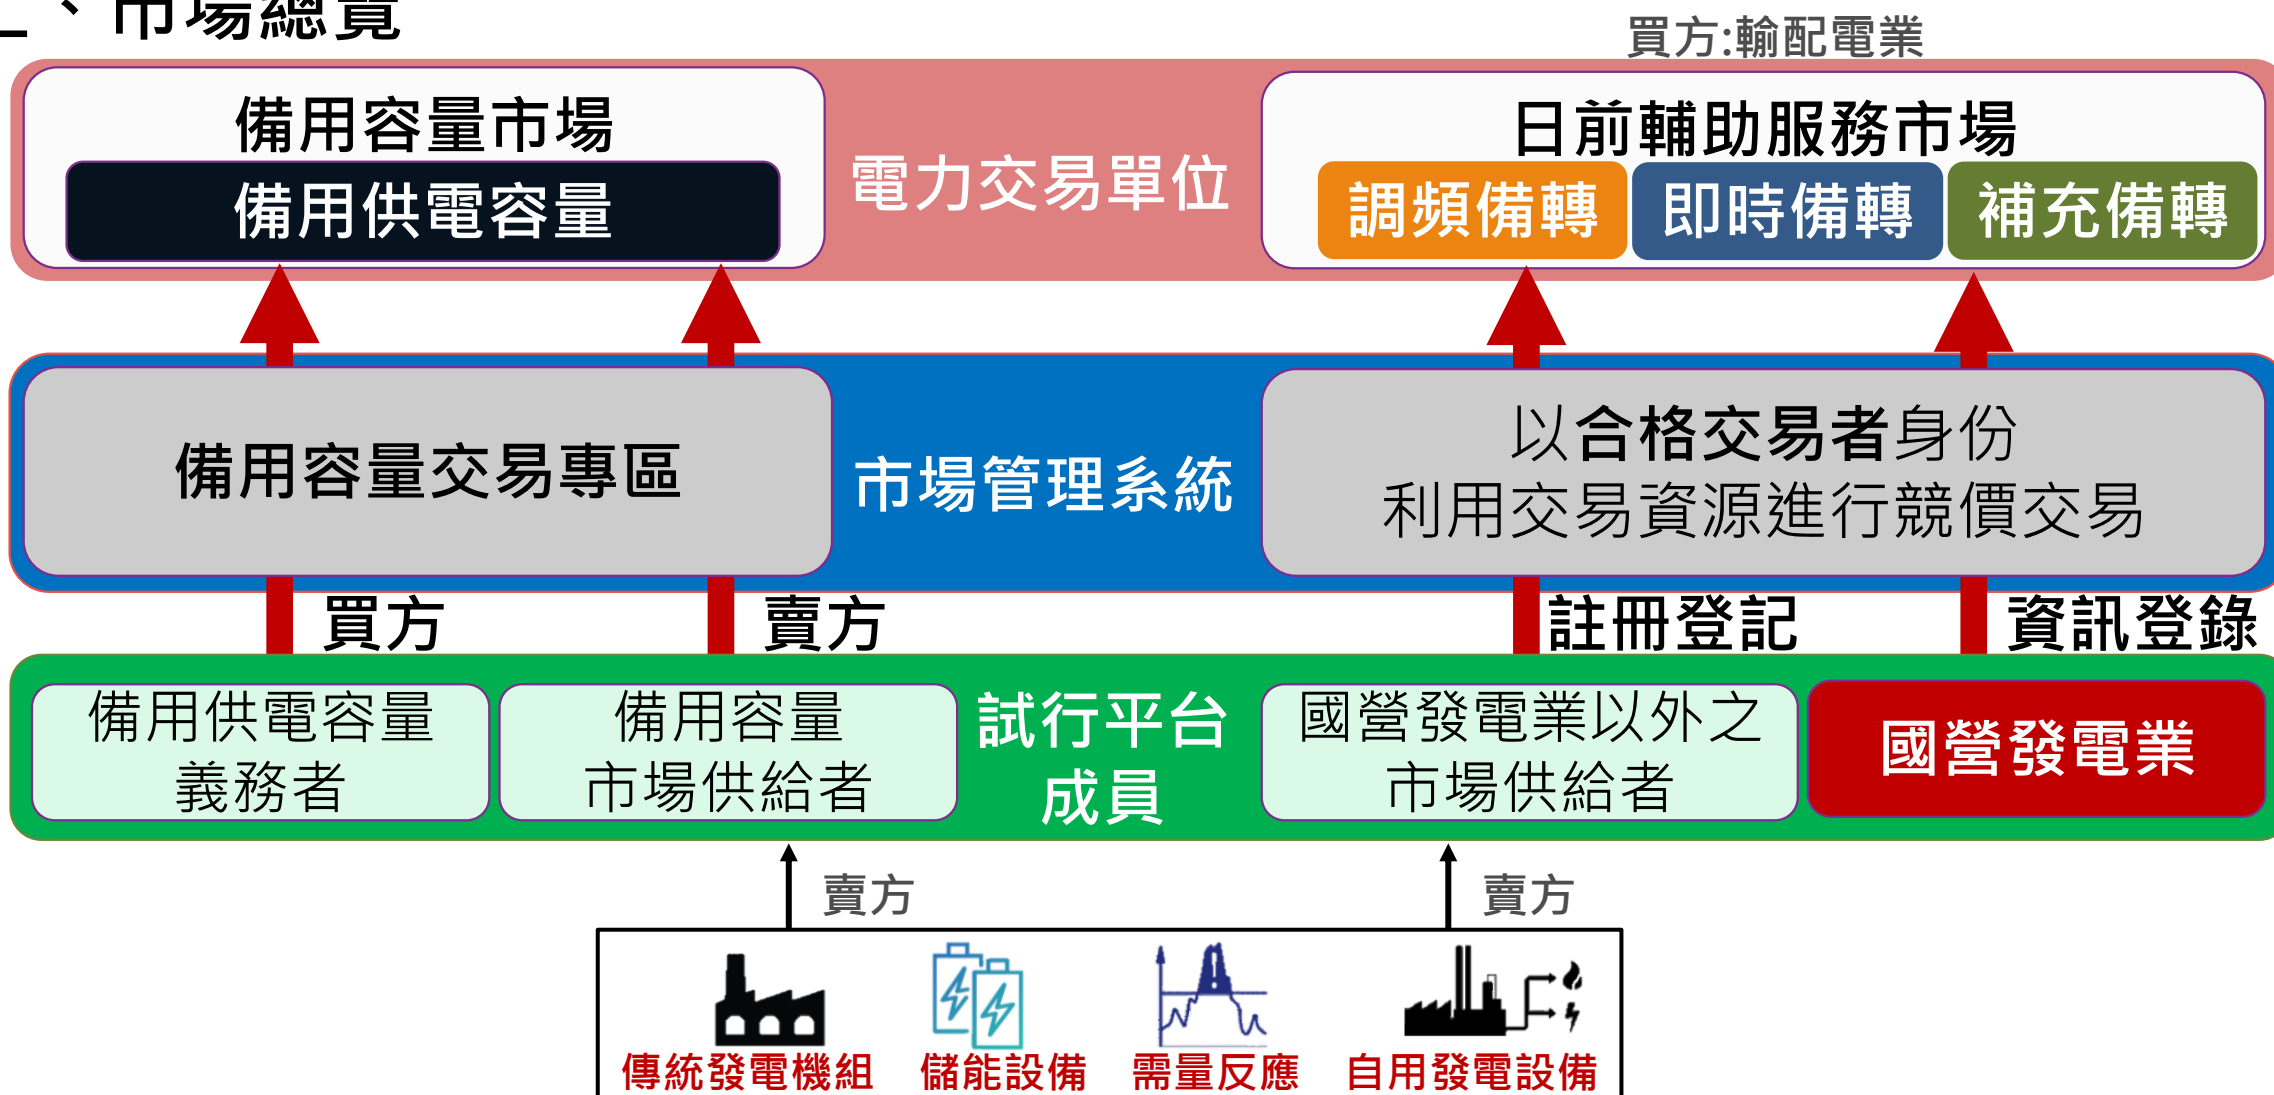 、市場總覽
買方:輸配電業
備用容量市場
備用供電容量
電力交易單位
日前輔助服務市場
調頻備轉
即時備轉
補充備轉
備用容量交易專區
市場管理系統
以合格交易者身份
利用交易資源進行競價交易
買方
賣方
註冊登記
資訊登錄
備用供電容量
義務者
備用容量
市場供給者
試行平台
成員
國營發電業以外之
市場供給者
國營發電業
賣方
賣方
傳統發電機組
儲能設備
需量反應
自用發電設備